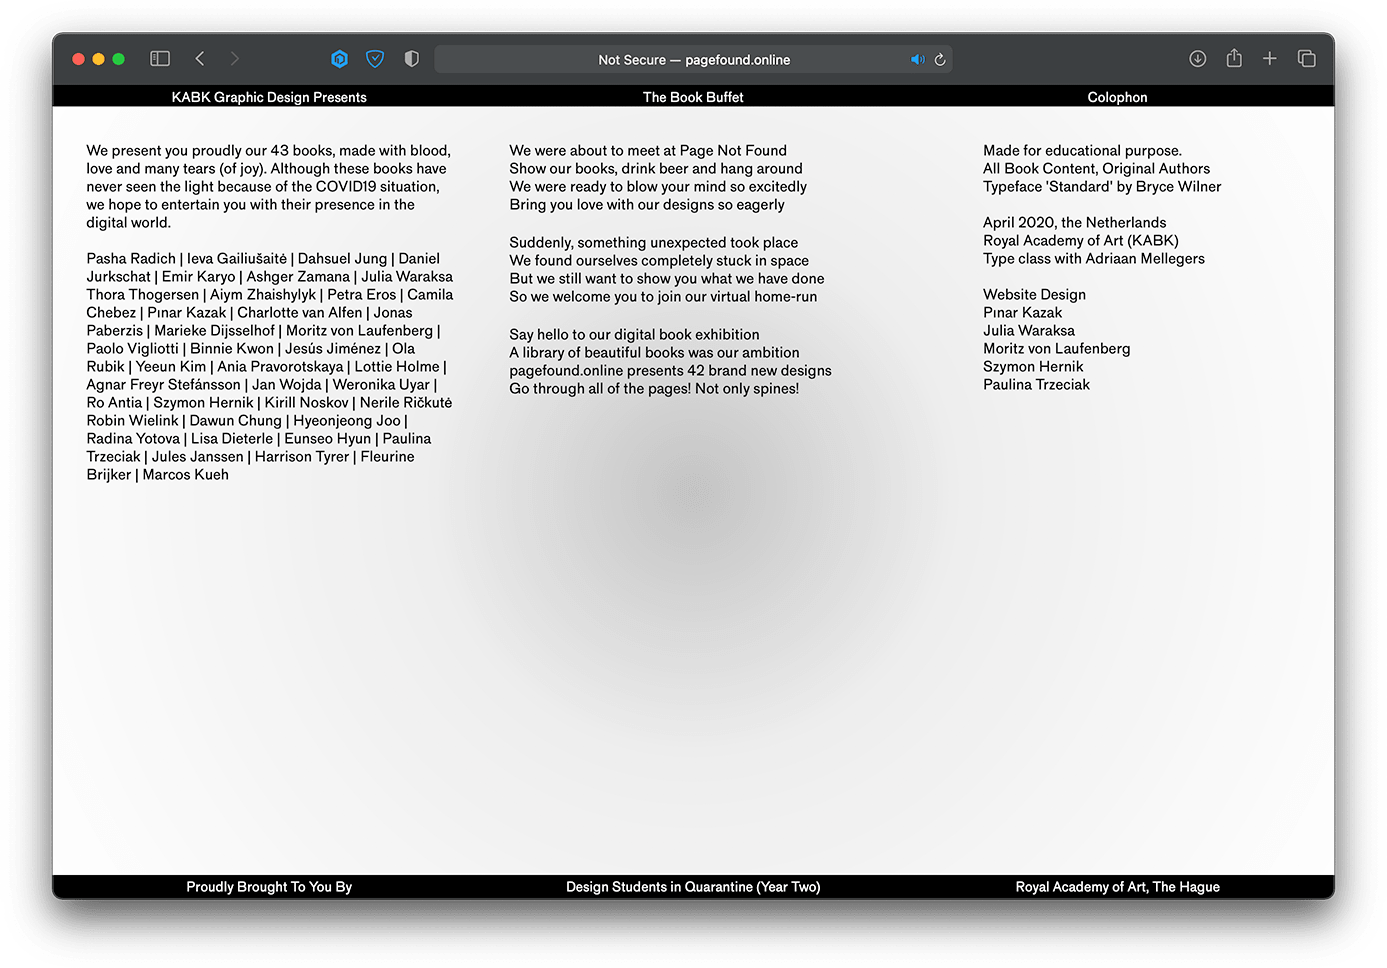 Not Secure — pagefound.online
KABK Graphic Design Presents
The Book Buffet
Colophon
We present you proudly our 43 books, made with blood,
love and many tears (of joy). Although these books have
never seen the light because of the COVID19 situation,
we hope to entertain you with their presence in the
digital world.
Pasha Radich | Ieva Gailiušaitė | Dahsuel Jung | Daniel
Jurkschat | Emir Karyo | Ashger Zamana | Julia Waraksa
Thora Thogersen | Aiym Zhaishylyk | Petra Eros | Camila
Chebez | Pınar Kazak | Charlotte van Alfen | Jonas
Paberzis | Marieke Dijsselhof | Moritz von Laufenberg |
Paolo Vigliotti | Binnie Kwon | Jesús Jiménez | Ola
Rubik | Yeeun Kim | Ania Pravorotskaya | Lottie Holme |
Agnar Freyr Stefánsson | Jan Wojda | Weronika Uyar |
Ro Antia | Szymon Hernik | Kirill Noskov | Nerile Ričkutė
Robin Wielink | Dawun Chung | Hyeonjeong Joo |
Radina Yotova | Lisa Dieterle | Eunseo Hyun | Paulina
Trzeciak | Jules Janssen | Harrison Tyrer | Fleurine
Brijker | Marcos Kueh
We were about to meet at Page Not Found
Show our books, drink beer and hang around
We were ready to blow your mind so excitedly
Bring you love with our designs so eagerly
Suddenly, something unexpected took place
We found ourselves completely stuck in space
But we still want to show you what we have done
So we welcome you to join our virtual home-run
Say hello to our digital book exhibition
A library of beautiful books was our ambition
pagefound.online presents 42 brand new designs
Go through all of the pages! Not only spines!
Made for educational purpose.
All Book Content, Original Authors
Typeface 'Standard' by Bryce Wilner
April 2020, the Netherlands
Royal Academy of Art (KABK)
Type class with Adriaan Mellegers
Website Design
Pınar Kazak
Julia Waraksa
Moritz von Laufenberg
Szymon Hernik
Paulina Trzeciak
Proudly Brought To You By
Design Students in Quarantine (Year Two)
Royal Academy of Art, The Hague